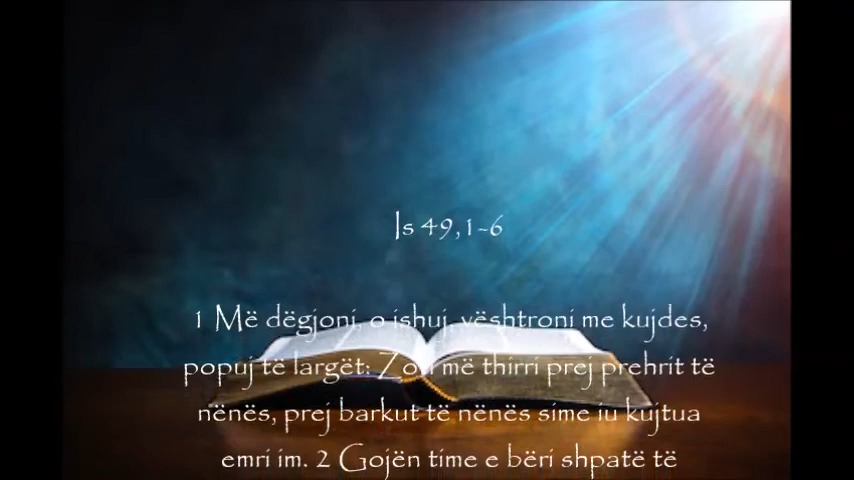 Is 49,1-6
1 Më dëgjoni, o ishuj, vështroni me kujdes,
popuj të largët: Zoti më thirri prej prehrit të
nënës, prej barkut të nënës sime iu kujtua
emri im. 2 Gojën time e bëri shpatë të